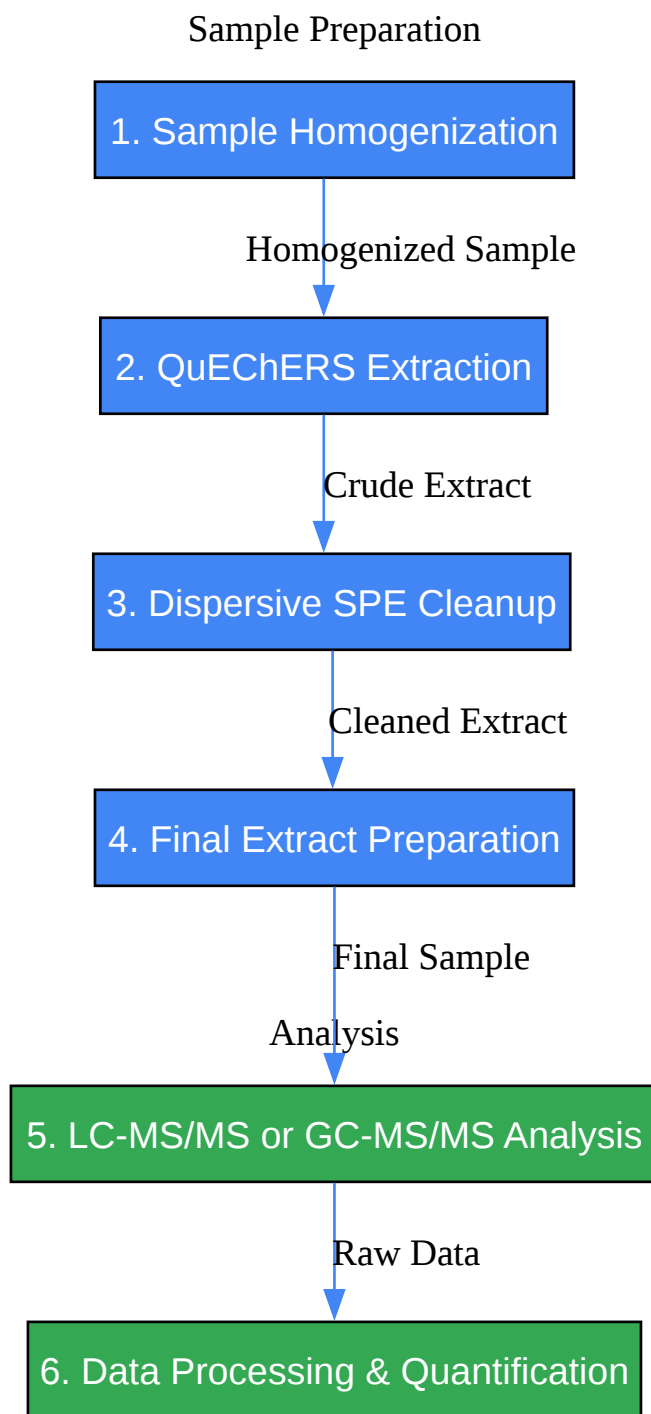 Sample Preparation
1. Sample Homogenization
Homogenized Sample
2. QuEChERS Extraction
Crude Extract
3. Dispersive SPE Cleanup
Cleaned Extract
4. Final Extract Preparation
Final Sample
Analysis
5. LC-MS/MS or GC-MS/MS Analysis
Raw Data
6. Data Processing & Quantification